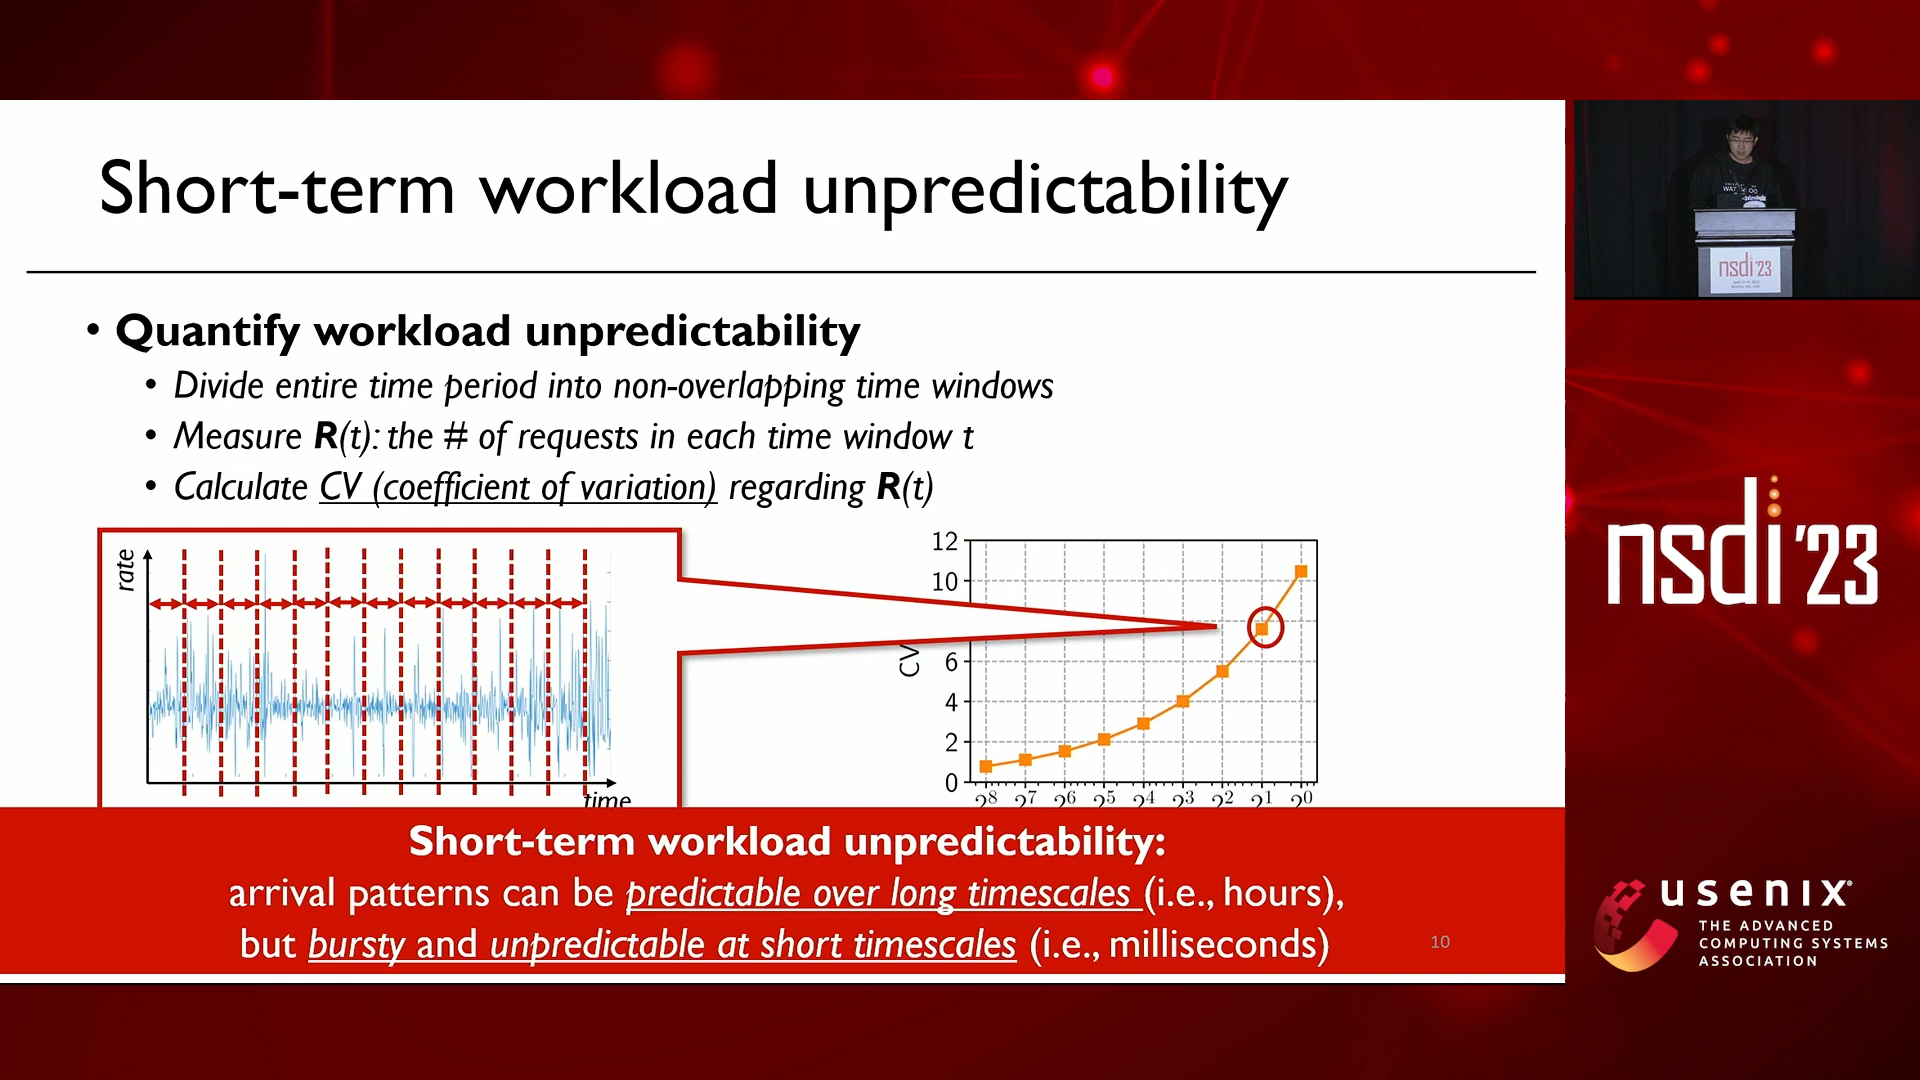 Short-term workload unpredictability
• Quantify workload unpredictability
• Divide entire time period into non-overlapping time windows
• Measure R(t): the # of requests in each time window t
• Calculate CV (coefficient of variation) regarding R(t)
rate
time
12
10
6
4
2
0
CV
2⁸ 2⁷ 2⁶ 2⁵ 2⁴ 2³ 2² 2¹ 2⁰
Short-term workload unpredictability:
arrival patterns can be predictable over long timescales (i.e., hours),
but bursty and unpredictable at short timescales (i.e., milliseconds)
10
nsdi'23
nsdi'23
usenix
THE ADVANCED
COMPUTING SYSTEMS
ASSOCIATION